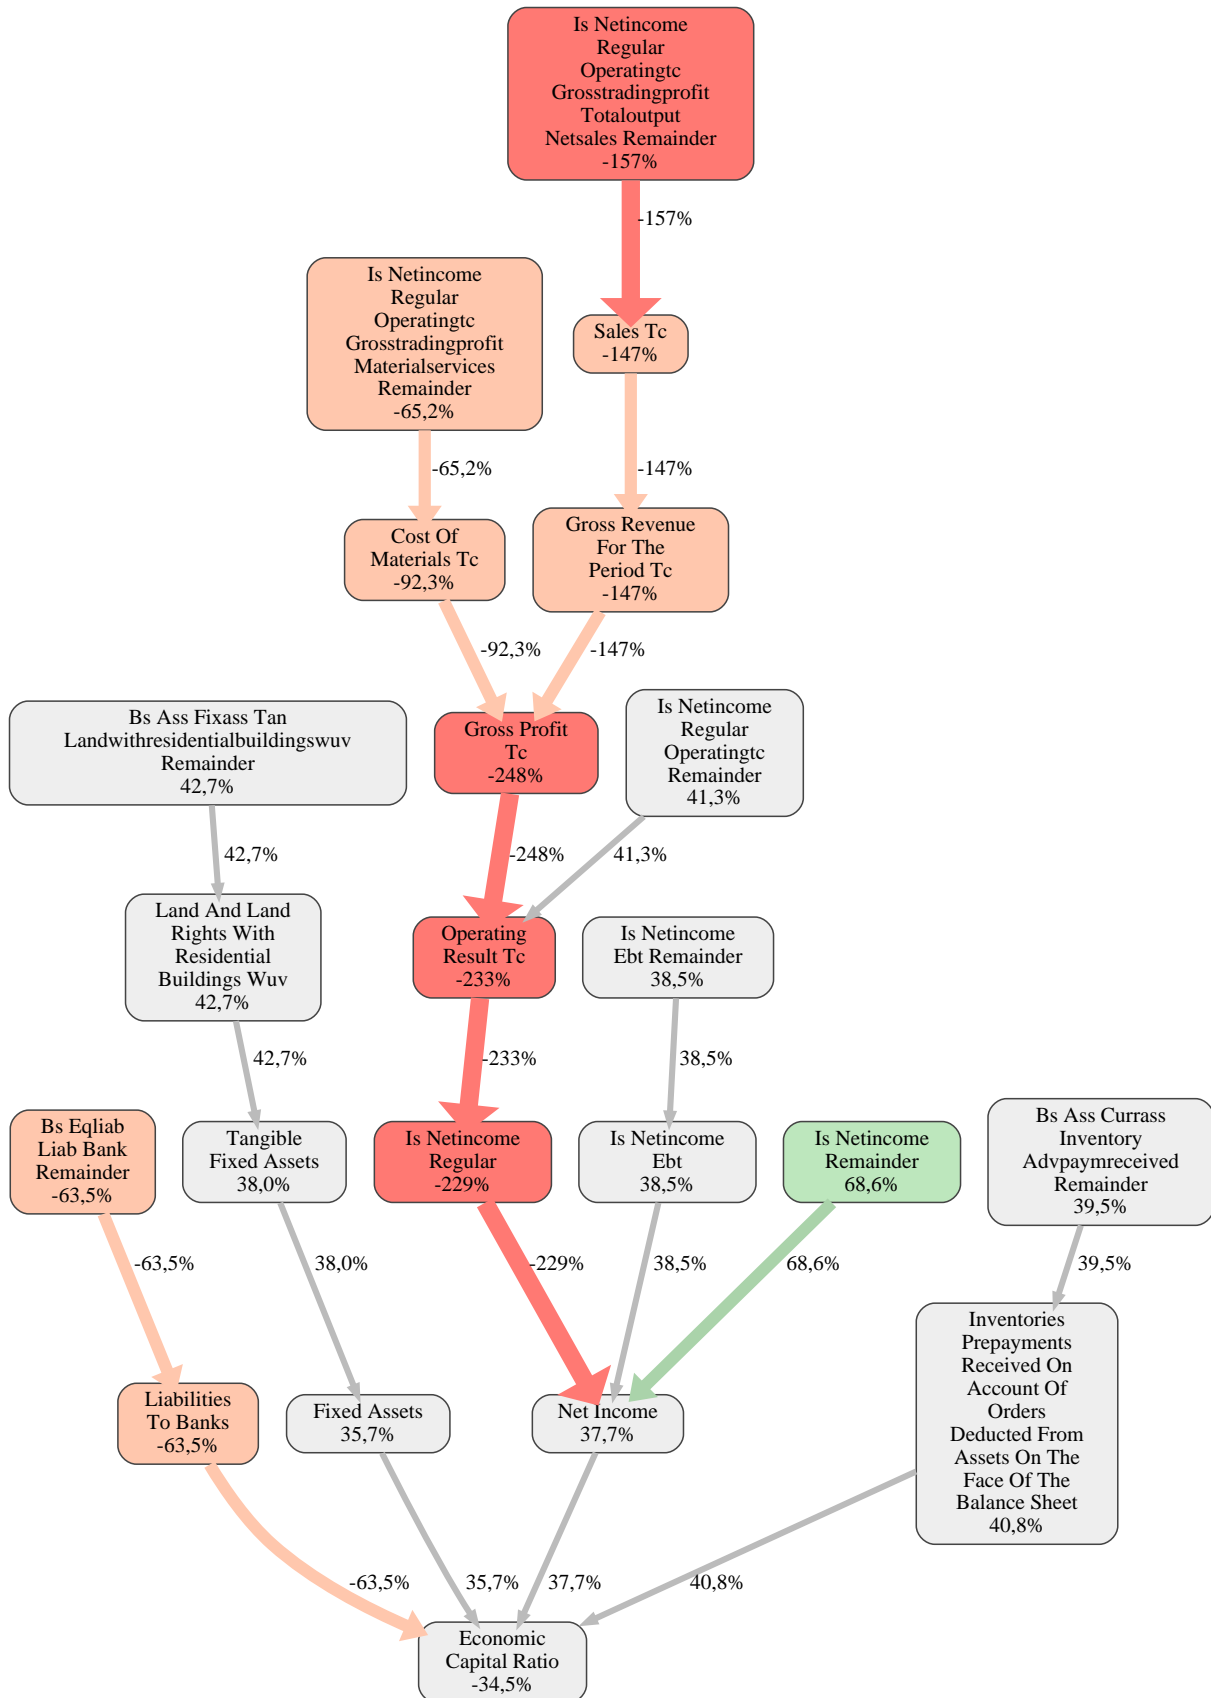 Is Netincome
Regular
Operatingtc
Grosstradingprofit
Totaloutput
Netsales Remainder
-157%
-157%
Is Netincome
Regular
Operatingtc
Grosstradingprofit
Materialservices
Remainder
-65,2%
Sales Tc
-147%
-65,2%
-147%
Cost Of
Materials Tc
-92,3%
Gross Revenue
For The
Period Tc
-147%
-92,3%
-147%
Bs Ass Fixass Tan
Landwithresidentialbuildingswuv
Remainder
42,7%
Gross Profit
Tc
-248%
Is Netincome
Regular
Operatingtc
Remainder
41,3%
42,7%
-248%
41,3%
Land And Land
Rights With
Residential
Buildings Wuv
42,7%
Operating
Result Tc
-233%
Is Netincome
Ebt Remainder
38,5%
42,7%
-233%
38,5%
Bs Eqliab
Liab Bank
Remainder
-63,5%
Tangible
Fixed Assets
38,0%
Is Netincome
Regular
-229%
Is Netincome
Ebt
38,5%
Is Netincome
Remainder
68,6%
Bs Ass Currass
Inventory
Advpaymreceived
Remainder
39,5%
-63,5%
38,0%
-229%
38,5%
68,6%
39,5%
Liabilities
To Banks
-63,5%
Fixed Assets
35,7%
Net Income
37,7%
Inventories
Prepayments
Received On
Account Of
Orders
Deducted From
Assets On The
Face Of The
Balance Sheet
40,8%
-63,5%
35,7%
37,7%
40,8%
Economic
Capital Ratio
-34,5%